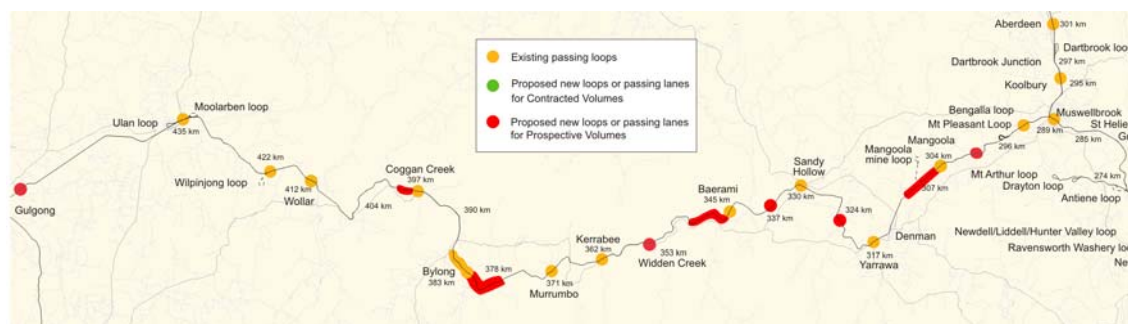 Existing passing loops
Proposed new loops or passing lanes
for Contracted Volumes
Proposed new loops or passing lanes
for Prospective Volumes
Gulgong
Ulan loop
Moolarben loop
435 km
422 km
Wilpinjong loop
412 km
Wollar
404 km
Coggan Creek
397 km
390 km
Bylong
383 km
378 km
Murrumbo
371 km
Kerrabee
362 km
353 km
Widden Creek
Baerami
345 km
337 km
Sandy
Hollow
330 km
324 km
317 km
Yarrawa
Denman
307 km
Mangoola
mine loop
Mangoola
304 km
296 km
Mt Pleasant Loop
Bengalla loop
Muswellbrook
289 km
St Helie
285 km
Mt Arthur loop
Drayton loop
274 km
Antiene loop
Newdell/Liddell/Hunter Valley loop
Ravensworth Washery loo
Ne
Aberdeen
301 km
Dartbrook loo
Dartbrook Junction
297 km
Koolbury
295 km